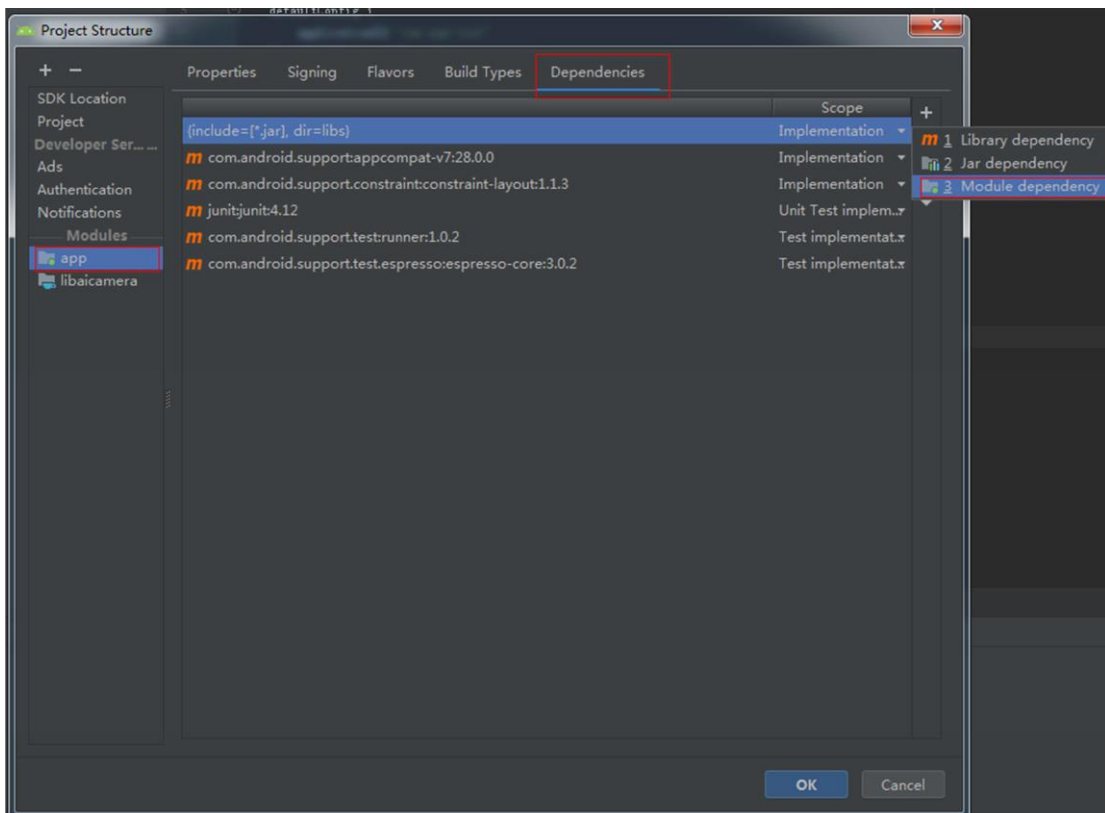 defaultConfig {
Project Structure
+ −
SDK Location
Project
Developer Ser... ...
Ads
Authentication
Notifications
Modules
app
libaicamera
Properties Signing Flavors Build Types Dependencies
Scope +
{include=[*.jar], dir=libs} Implementation
m com.android.support:appcompat-v7:28.0.0 Implementation
m com.android.support.constraint:constraint-layout:1.1.3 Implementation
m junit:junit:4.12 Unit Test implem...
m com.android.support.test:runner:1.0.2 Test implementat...
m com.android.support.test.espresso:espresso-core:3.0.2 Test implementat...
m 1 Library dependency
2 Jar dependency
3 Module dependency
OK Cancel